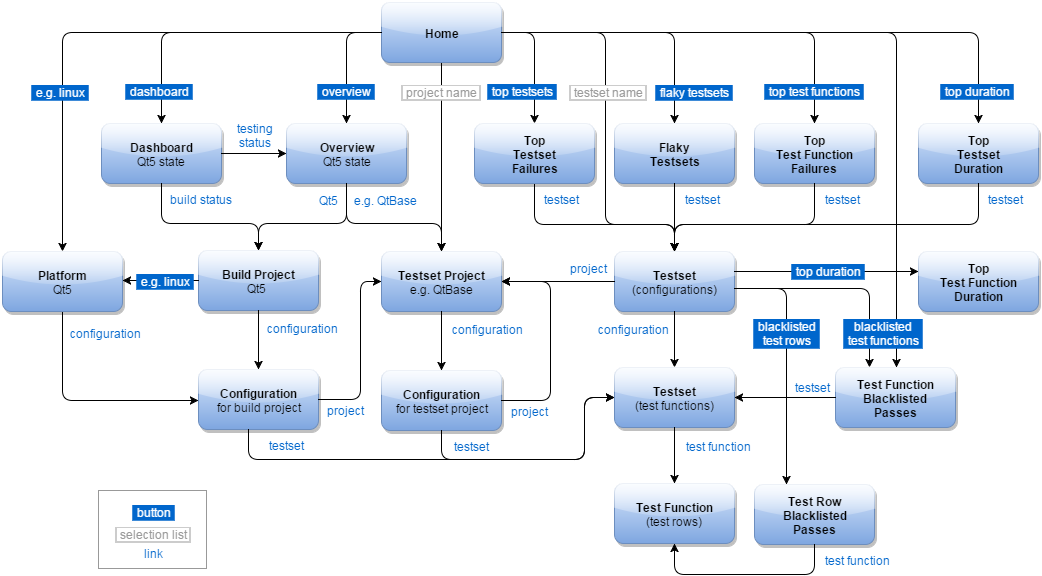 Home
e.g. linux
dashboard
overview
project name
top testsets
testset name
flaky testsets
top test functions
top duration
Dashboard
Qt5 state
testing
status
Overview
Qt5 state
Top
Testset
Failures
Flaky
Testsets
Top
Test Function
Failures
Top
Testset
Duration
build status
Qt5
e.g. QtBase
testset
testset
testset
testset
Platform
Qt5
e.g. linux
Build Project
Qt5
Testset Project
e.g. QtBase
project
Testset
(configurations)
top duration
Top
Test Function
Duration
configuration
configuration
configuration
configuration
blacklisted
test rows
blacklisted
test functions
Configuration
for build project
project
Configuration
for testset project
project
Testset
(test functions)
testset
Test Function
Blacklisted
Passes
testset
testset
test function
Test Function
(test rows)
Test Row
Blacklisted
Passes
test function
button
selection list
link